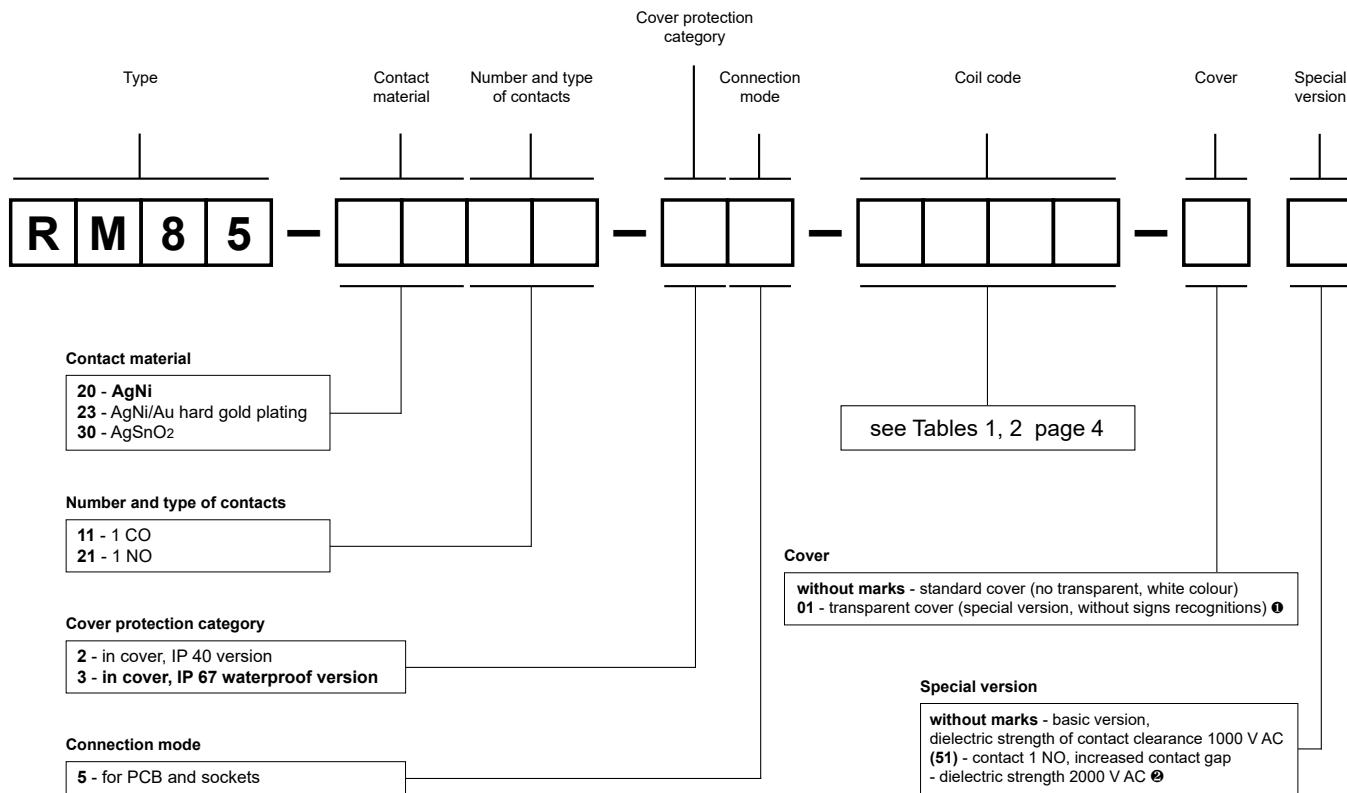 Cover protection
category
Type
Contact
material
Number and type
of contacts
Connection
mode
Coil code
Cover
Special
version
RM85 – – – –
Contact material
20 - AgNi
23 - AgNi/Au hard gold plating
30 - AgSnO2
see Tables 1, 2 page 4
Number and type of contacts
11 - 1 CO
21 - 1 NO
Cover
without marks - standard cover (no transparent, white colour)
01 - transparent cover (special version, without signs recognitions) ❶
Cover protection category
2 - in cover, IP 40 version
3 - in cover, IP 67 waterproof version
Special version
without marks - basic version,
dielectric strength of contact clearance 1000 V AC
(51) - contact 1 NO, increased contact gap
- dielectric strength 2000 V AC ❷
Connection mode
5 - for PCB and sockets